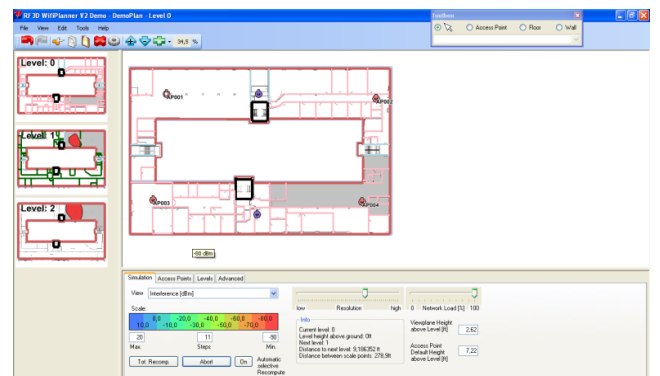 RF3D WifiPlanner V2 Demo - DemoPlan - Level 0
File View Edit Tools Help
34,5 %
Toolbox
Access Point Floor Wall
Level: 0
Level: 1
Level: 2
AP001
AP002
AP003
AP004
-80 dBm
Simulation Access Points Levels Advanced
View Interference [dBm]
Scale
0,0 -20,0 -40,0 -60,0 -80,0
10,0 -10,0 -30,0 -50,0 -70,0
20 11 -90
Max. Steps Min.
Tot. Recomp. Abort On
Automatic selective Recompute
low Resolution high
0 Network Load [%] 100
Info
Current level: 0
Level height above ground: 0ft
Next level: 1
Distance to next level: 9,186352 ft
Distance between scale points: 278,9ft
Viewplane Height above Level [ft] 2,62
Access Point Default Height above Level [ft] 7,22